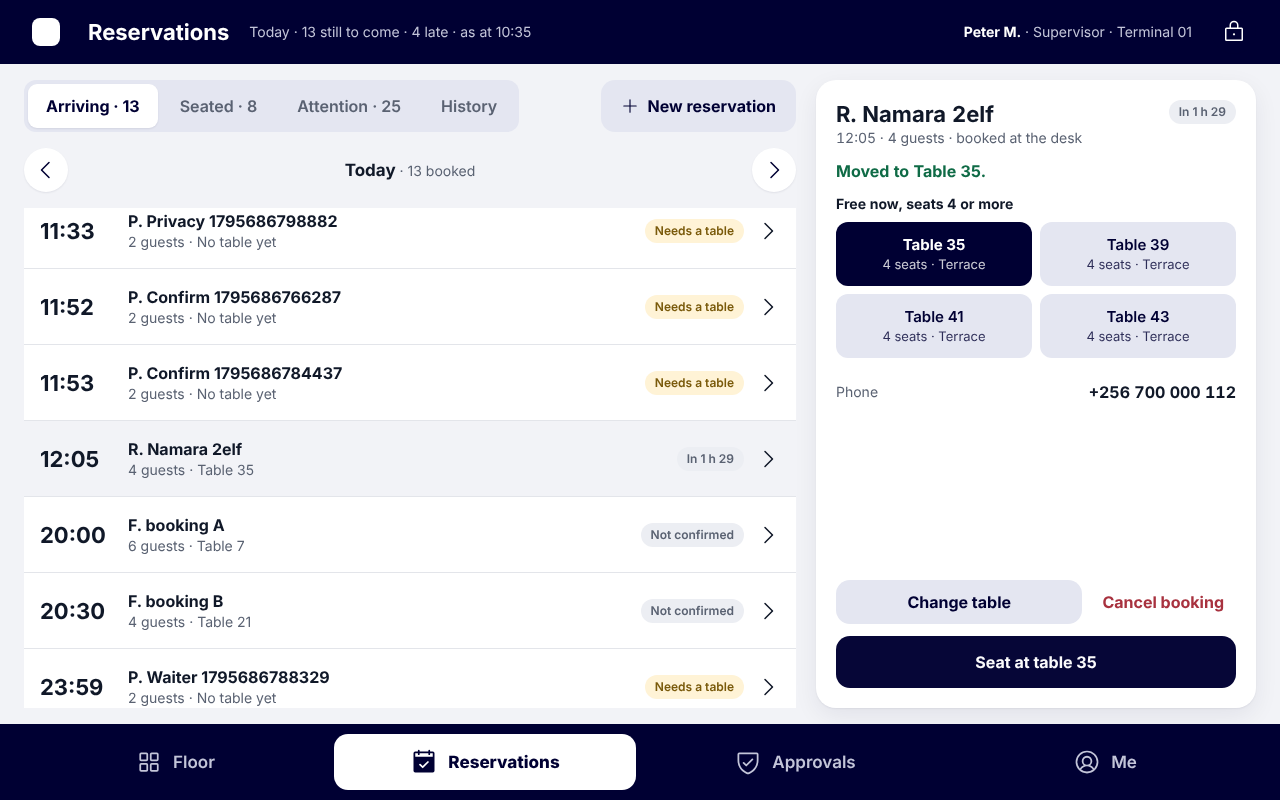 Reservations
Today · 13 still to come · 4 late · as at 10:35
Peter M. · Supervisor · Terminal 01
Arriving · 13
Seated · 8
Attention · 25
History
+ New reservation
Today · 13 booked
11:33
P. Privacy 1795686798882
2 guests · No table yet
Needs a table
11:52
P. Confirm 1795686766287
2 guests · No table yet
Needs a table
11:53
P. Confirm 1795686784437
2 guests · No table yet
Needs a table
12:05
R. Namara 2elf
4 guests · Table 35
In 1 h 29
20:00
F. booking A
6 guests · Table 7
Not confirmed
20:30
F. booking B
4 guests · Table 21
Not confirmed
23:59
P. Waiter 1795686788329
2 guests · No table yet
Needs a table
R. Namara 2elf
In 1 h 29
12:05 · 4 guests · booked at the desk
Moved to Table 35.
Free now, seats 4 or more
Table 35
4 seats · Terrace
Table 39
4 seats · Terrace
Table 41
4 seats · Terrace
Table 43
4 seats · Terrace
Phone
+256 700 000 112
Change table
Cancel booking
Seat at table 35
Floor
Reservations
Approvals
Me